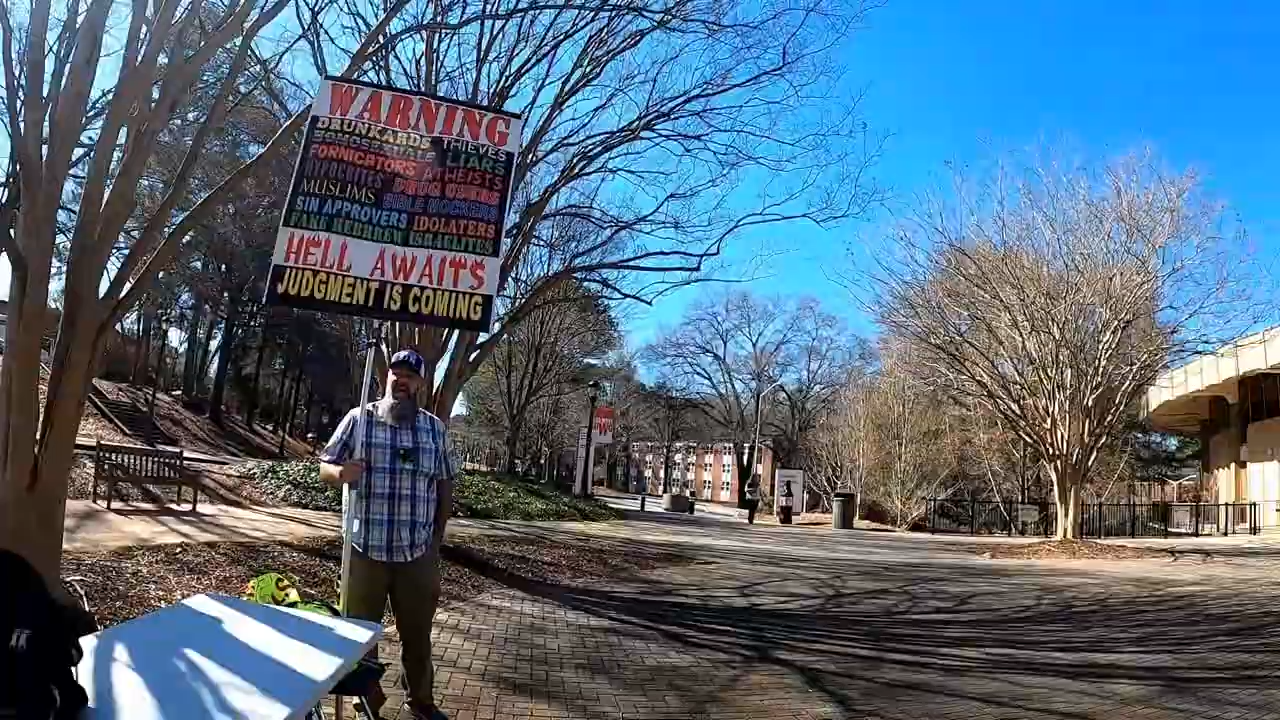 WARNING
DRUNKARDS THIEVES
LIARS
FORNICATORS ATHEISTS
HYPOCRITES DRUG USERS
MUSLIMS BIBLE MOCKERS
SIN APPROVERS IDOLATERS
FAKE HEBREW ISRAELITES
HELL AWAITS
JUDGMENT IS COMING